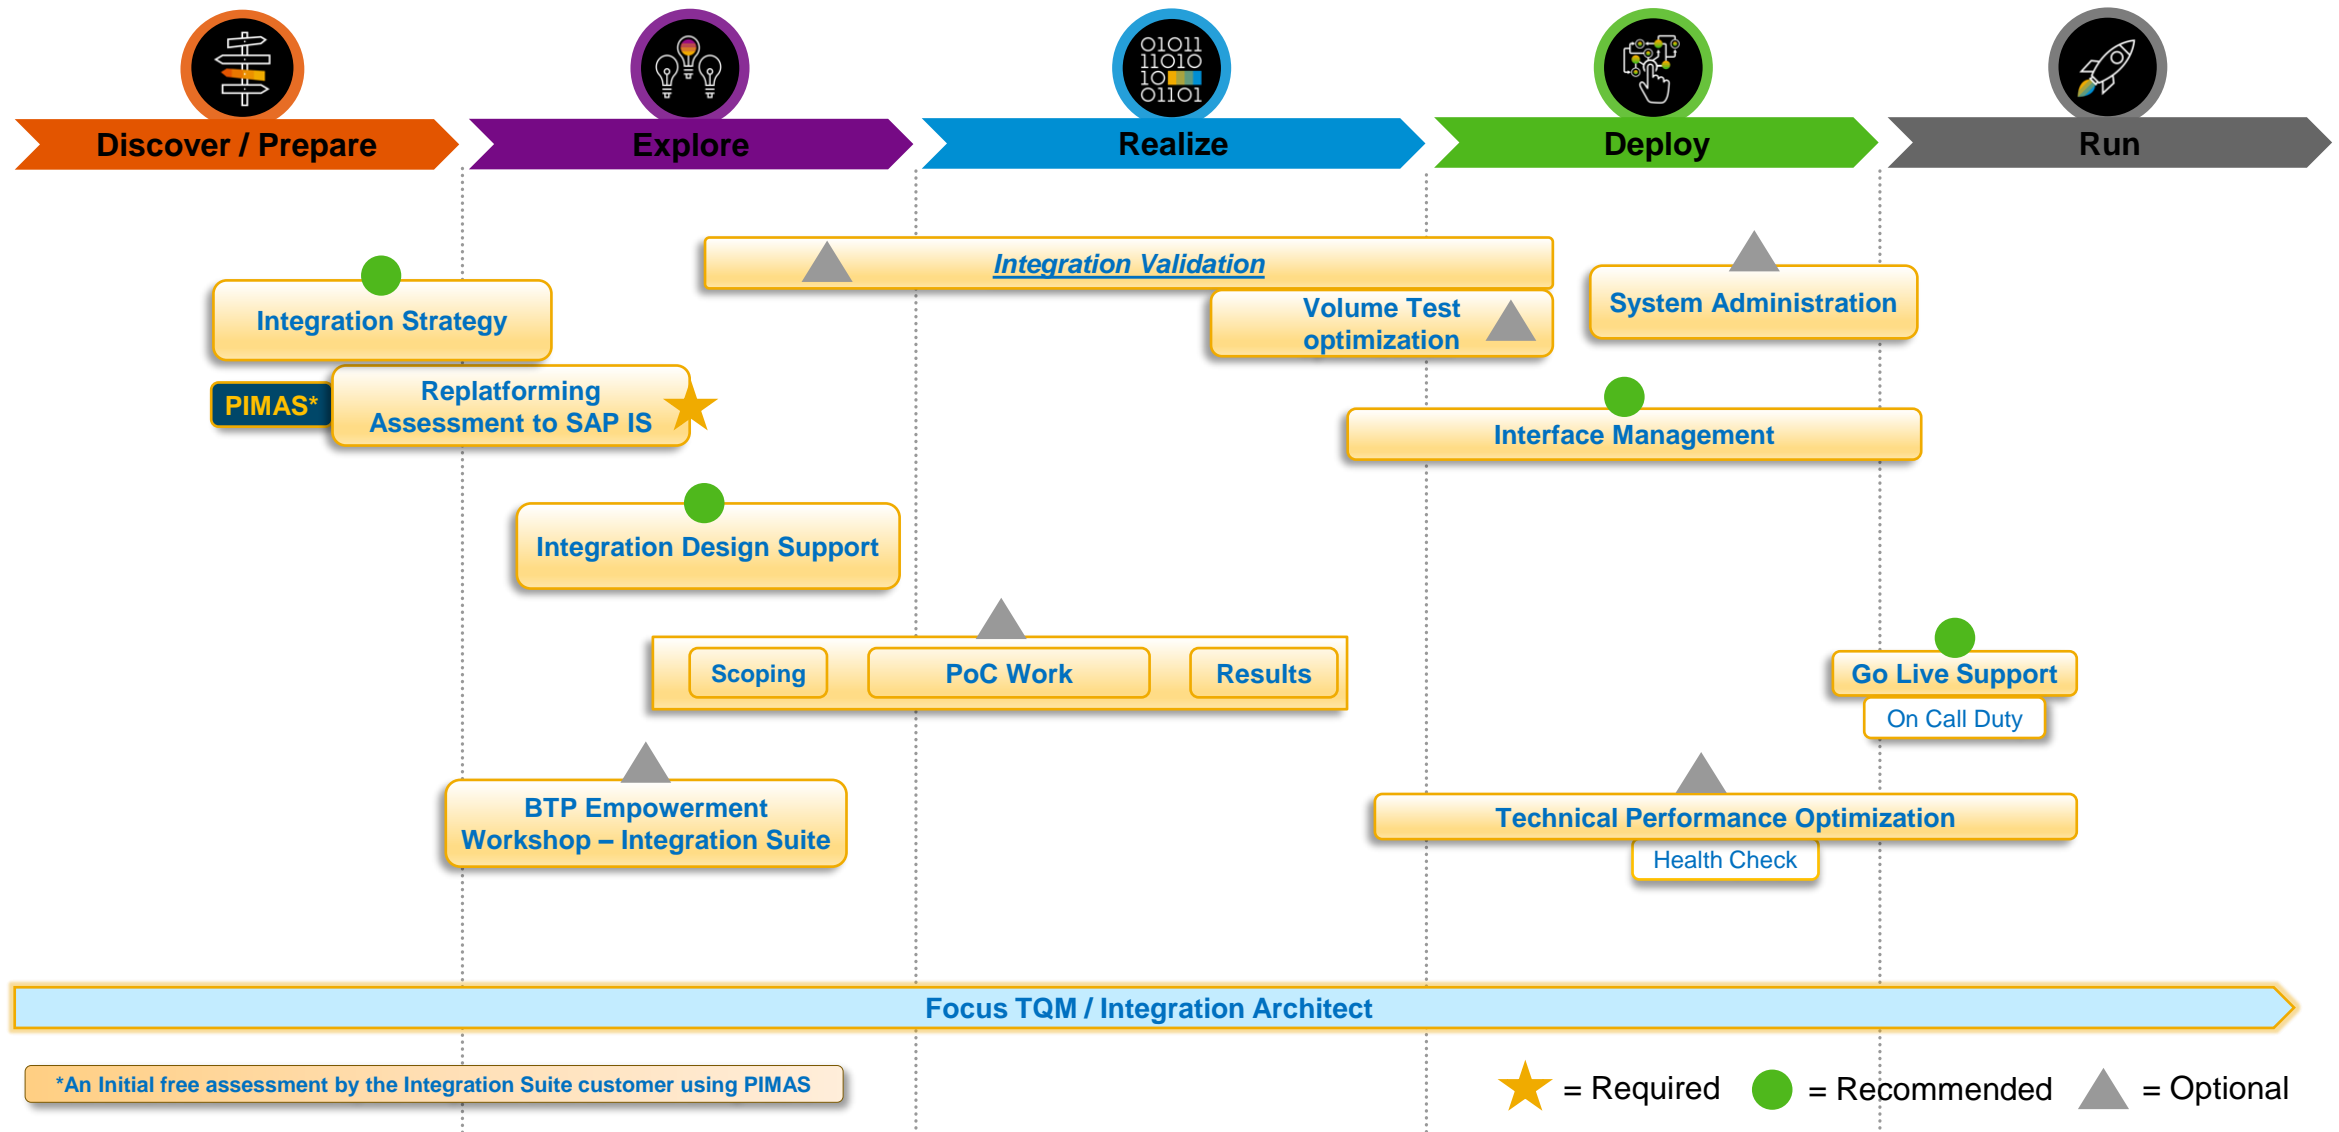 01011
11010
10
01101
Discover / Prepare
Explore
Realize
Deploy
Run
Integration Validation
Integration Strategy
Volume Test
optimization
System Administration
PIMAS*
Replatforming
Assessment to SAP IS
Interface Management
Integration Design Support
Scoping
PoC Work
Results
Go Live Support
On Call Duty
BTP Empowerment
Workshop – Integration Suite
Technical Performance Optimization
Health Check
Focus TQM / Integration Architect
*An Initial free assessment by the Integration Suite customer using PIMAS
= Required
= Recommended
= Optional